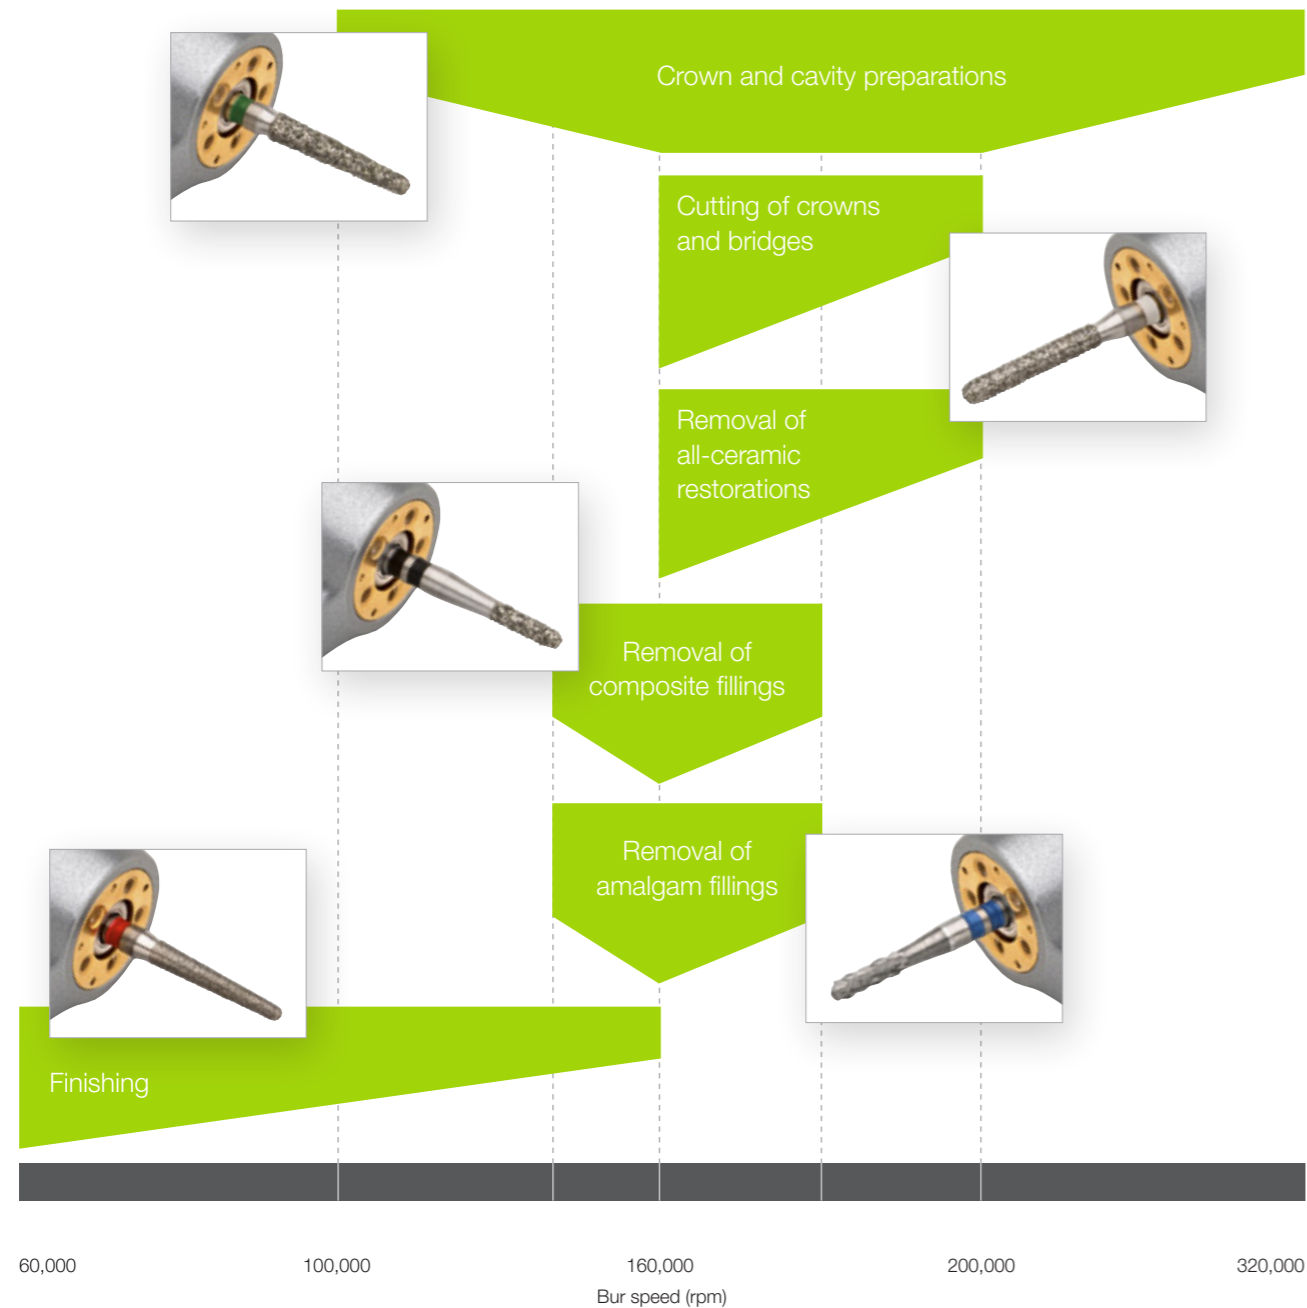 Crown and cavity preparations
Cutting of crowns
and bridges
Removal of
all-ceramic
restorations
Removal of
composite fillings
Removal of
amalgam fillings
Finishing
60,000
100,000
160,000
200,000
320,000
Bur speed (rpm)